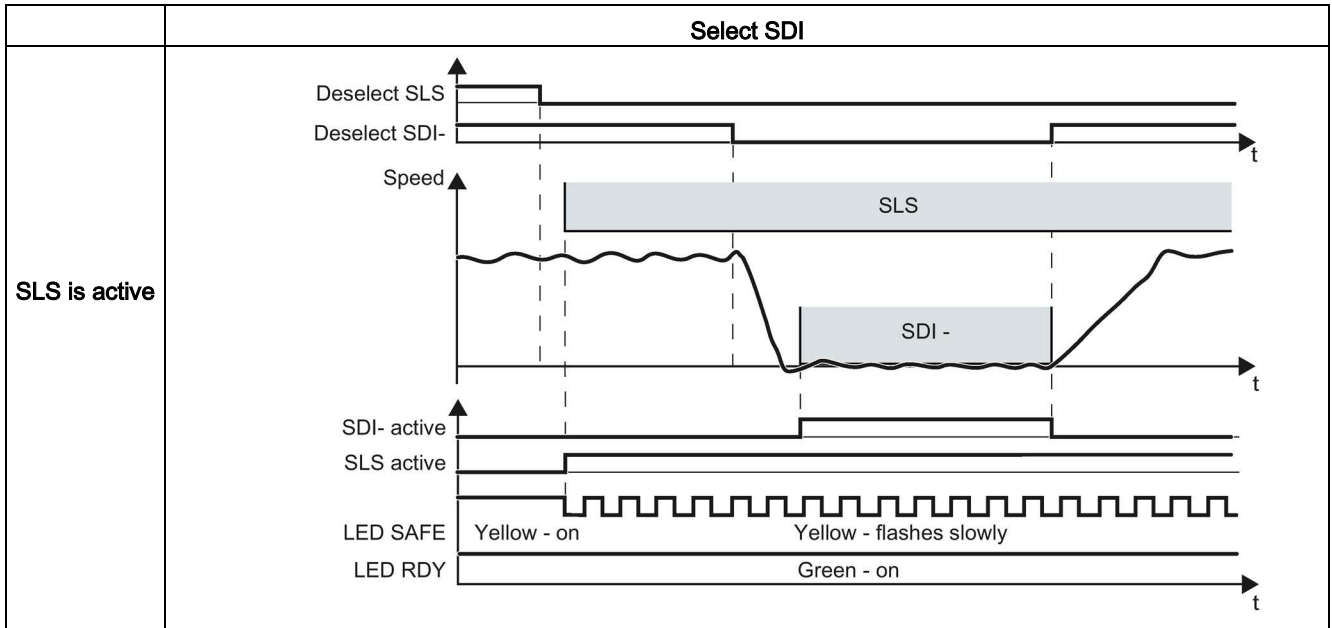 Select SDI
SLS is active
Deselect SLS
Deselect SDI-
t
Speed
SLS
SDI -
t
SDI- active
SLS active
LED SAFE
Yellow - on
Yellow - flashes slowly
LED RDY
Green - on
t